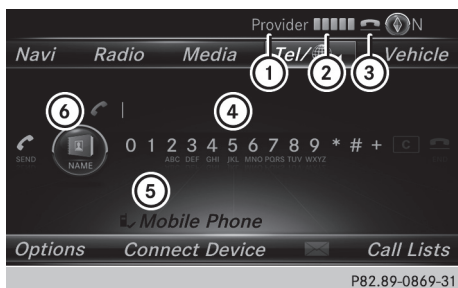 Provider N
Navi Radio Media Tel/ Vehicle
1 2 3
6 4
0 1 2 3 4 5 6 7 8 9 * # + C
SEND NAME ABC DEF GHI JKL MNO PQRS TUV WXYZ
5
Mobile Phone
Options Connect Device Call Lists
P82.89-0869-31